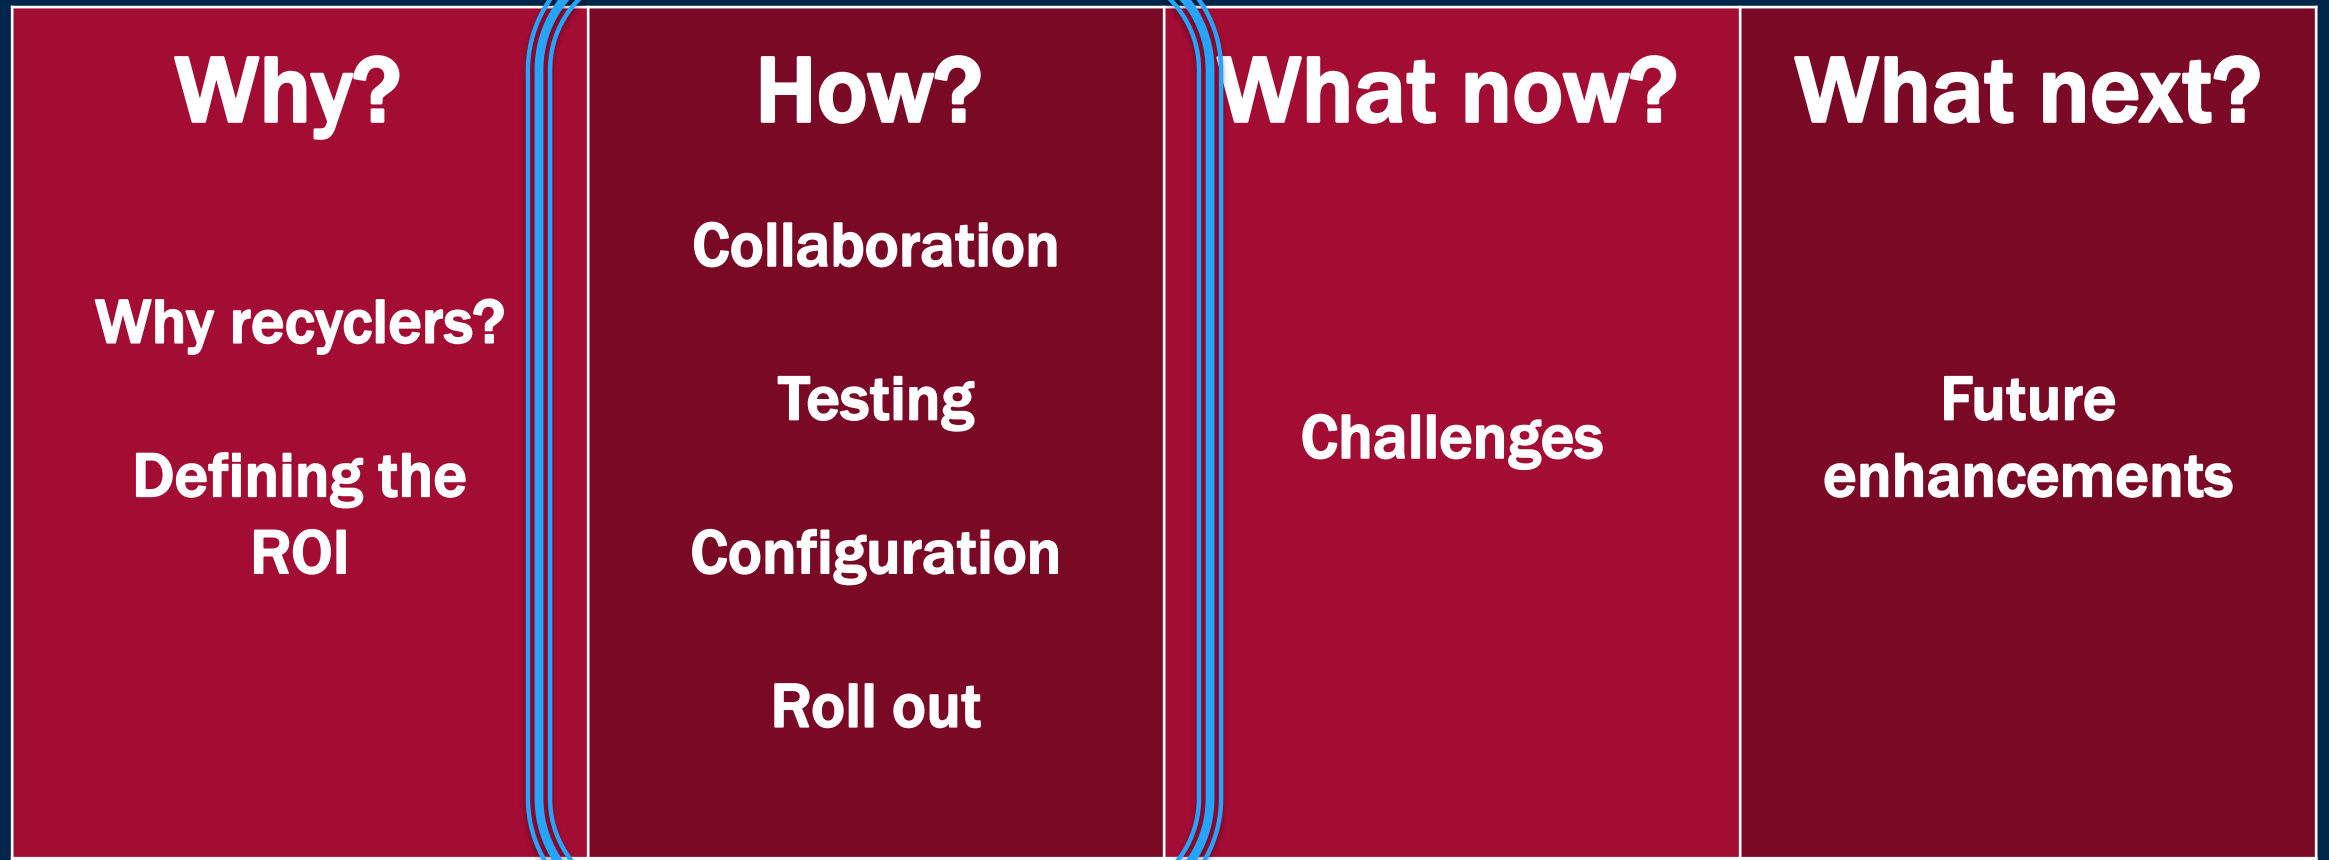 Why?
Why recyclers?
Defining the
ROI
How?
Collaboration
Testing
Configuration
Roll out
What now?
Challenges
What next?
Future
enhancements